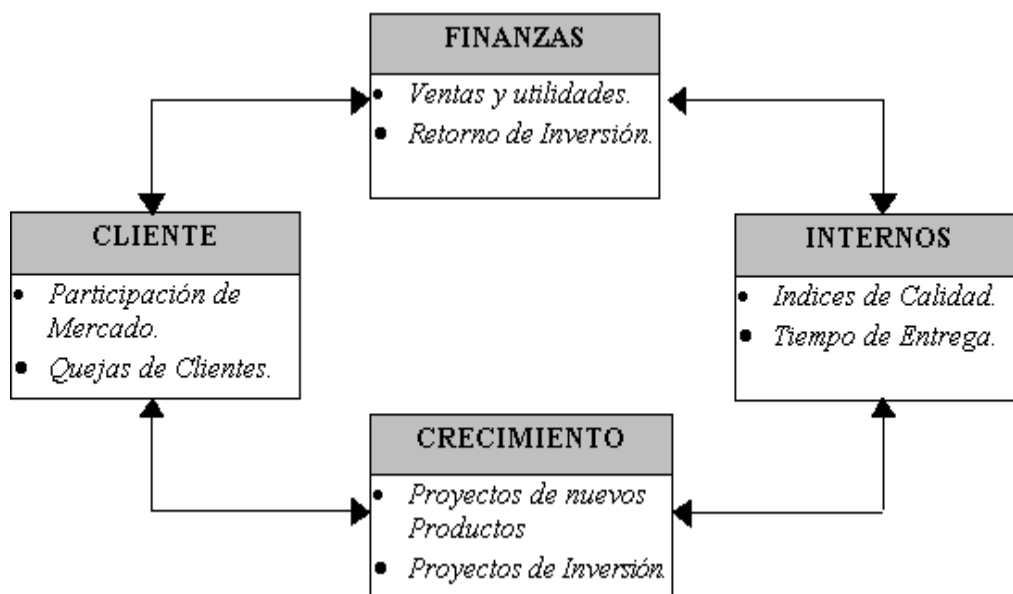 FINANZAS
• Ventas y utilidades.
• Retorno de Inversión.
CLIENTE
• Participación de
Mercado.
• Quejas de Clientes.
INTERNOS
• Indices de Calidad.
• Tiempo de Entrega.
CRECIMIENTO
• Proyectos de nuevos
Productos
• Proyectos de Inversión.